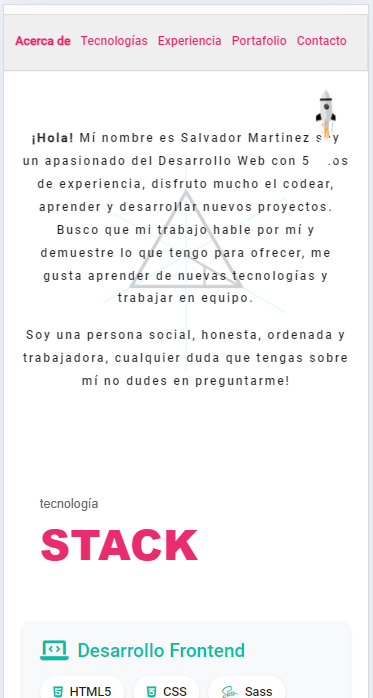 Acerca de Tecnologías Experiencia Portafolio Contacto
¡Hola! Mí nombre es Salvador Martinez
un apasionado del Desarrollo Web con 5
de experiencia, disfruto mucho el codear,
aprender y desarrollar nuevos proyectos.
Busco que mi trabajo hable por mí y
demuestre lo que tengo para ofrecer, me
gusta aprender de nuevas tecnologías y
trabajar en equipo.
Soy una persona social, honesta, ordenada y
trabajadora, cualquier duda que tengas sobre
mí no dudes en preguntarme!
tecnología
STACK
Desarrollo Frontend
HTML5 CSS Sass